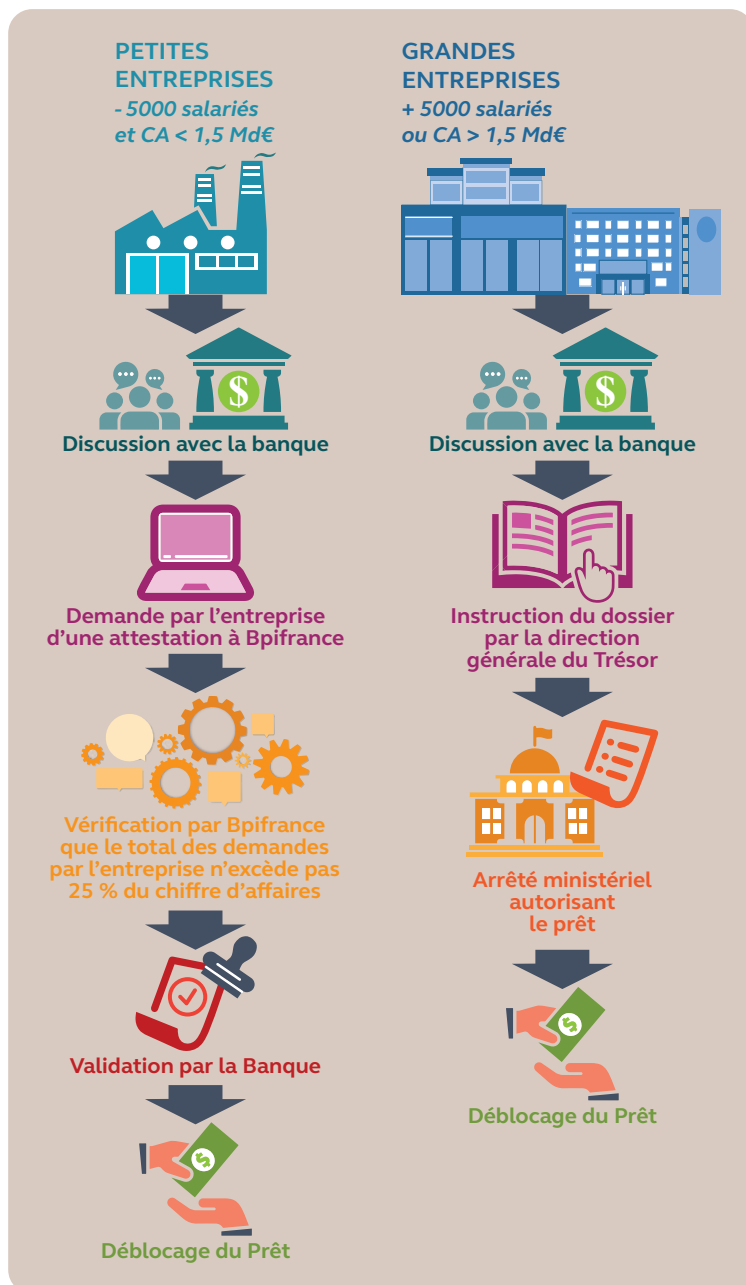 PETITES
ENTREPRISES
- 5000 salariés
et CA < 1,5 Md€
$
Discussion avec la banque
Demande par l’entreprise
d’une attestation à Bpifrance
Vérification par Bpifrance
que le total des demandes
par l’entreprise n’excède pas
25 % du chiffre d’affaires
Validation par la Banque
$
Déblocage du Prêt
GRANDES
ENTREPRISES
+ 5000 salariés
ou CA > 1,5 Md€
$
Discussion avec la banque
Instruction du dossier
par la direction
générale du Trésor
Arrêté ministériel
autorisant
le prêt
$
Déblocage du Prêt